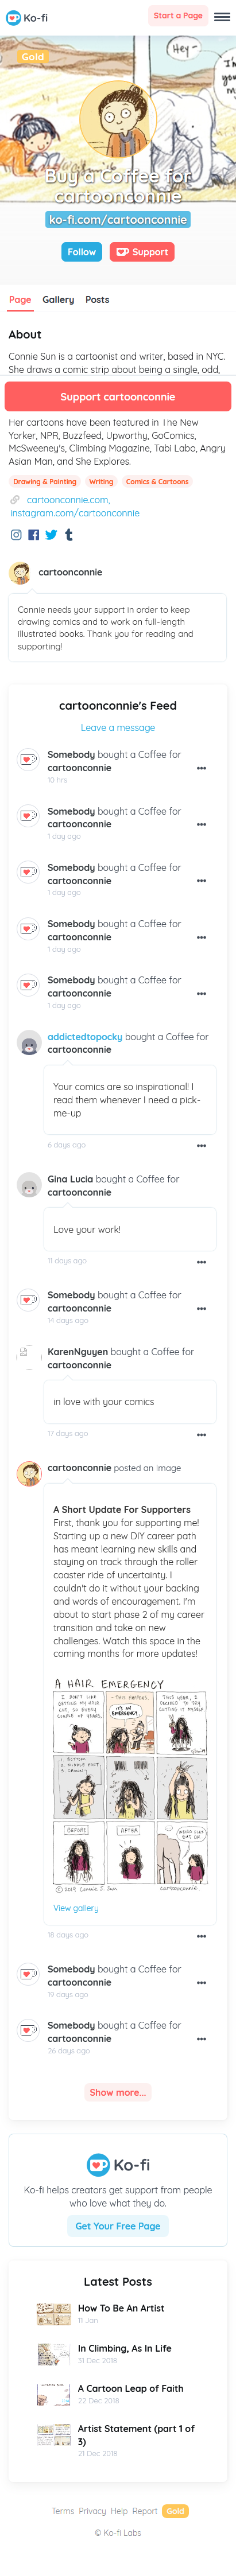 Ko-fi
Start a Page
Gold
Buy a Coffee for
cartoonconnie
ko-fi.com/cartoonconnie
Follow
Support
Page Gallery Posts
About
Connie Sun is a cartoonist and writer, based in NYC.
She draws a comic strip about being a single, odd,
Support cartoonconnie
Her cartoons have been featured in The New
Yorker, NPR, Buzzfeed, Upworthy, GoComics,
McSweeney's, Climbing Magazine, Tabi Labo, Angry
Asian Man, and She Explores.
Drawing & Painting Writing Comics & Cartoons
cartoonconnie.com,
instagram.com/cartoonconnie
cartoonconnie
Connie needs your support in order to keep
drawing comics and to work on full-length
illustrated books. Thank you for reading and
supporting!
cartoonconnie's Feed
Leave a message
Somebody bought a Coffee for
cartoonconnie
10 hrs
Somebody bought a Coffee for
cartoonconnie
1 day ago
Somebody bought a Coffee for
cartoonconnie
1 day ago
Somebody bought a Coffee for
cartoonconnie
1 day ago
Somebody bought a Coffee for
cartoonconnie
1 day ago
addictedtopocky bought a Coffee for
cartoonconnie
Your comics are so inspirational! I
read them whenever I need a pick-
me-up
6 days ago
Gina Lucia bought a Coffee for
cartoonconnie
Love your work!
11 days ago
Somebody bought a Coffee for
cartoonconnie
14 days ago
KarenNguyen bought a Coffee for
cartoonconnie
in love with your comics
17 days ago
cartoonconnie posted an Image
A Short Update For Supporters
First, thank you for supporting me!
Starting up a new DIY career path
has meant learning new skills and
staying on track through the roller
coaster ride of uncertainty. I
couldn't do it without your backing
and words of encouragement. I'm
about to start phase 2 of my career
transition and take on new
challenges. Watch this space in the
coming months for more updates!
A HAIR EMERGENCY
I DON'T LIKE
GETTING MY HAIR
CUT, SO EVERY
COUPLE OF YEARS,
- THIS HAPPENS.
IT'S AN
EMERGENCY.
THIS YEAR, I
DECIDED TO TRY
CUTTING IT MYSELF.
BEFORE
AFTER
© 2019 Connie J. Sun
cartoonconnie
View gallery
18 days ago
Somebody bought a Coffee for
cartoonconnie
19 days ago
Somebody bought a Coffee for
cartoonconnie
26 days ago
Show more...
Ko-fi
Ko-fi helps creators get support from people
who love what they do.
Get Your Free Page
Latest Posts
How To Be An Artist
11 Jan
In Climbing, As In Life
31 Dec 2018
A Cartoon Leap of Faith
22 Dec 2018
Artist Statement (part 1 of
3)
21 Dec 2018
Terms Privacy Help Report Gold
© Ko-fi Labs